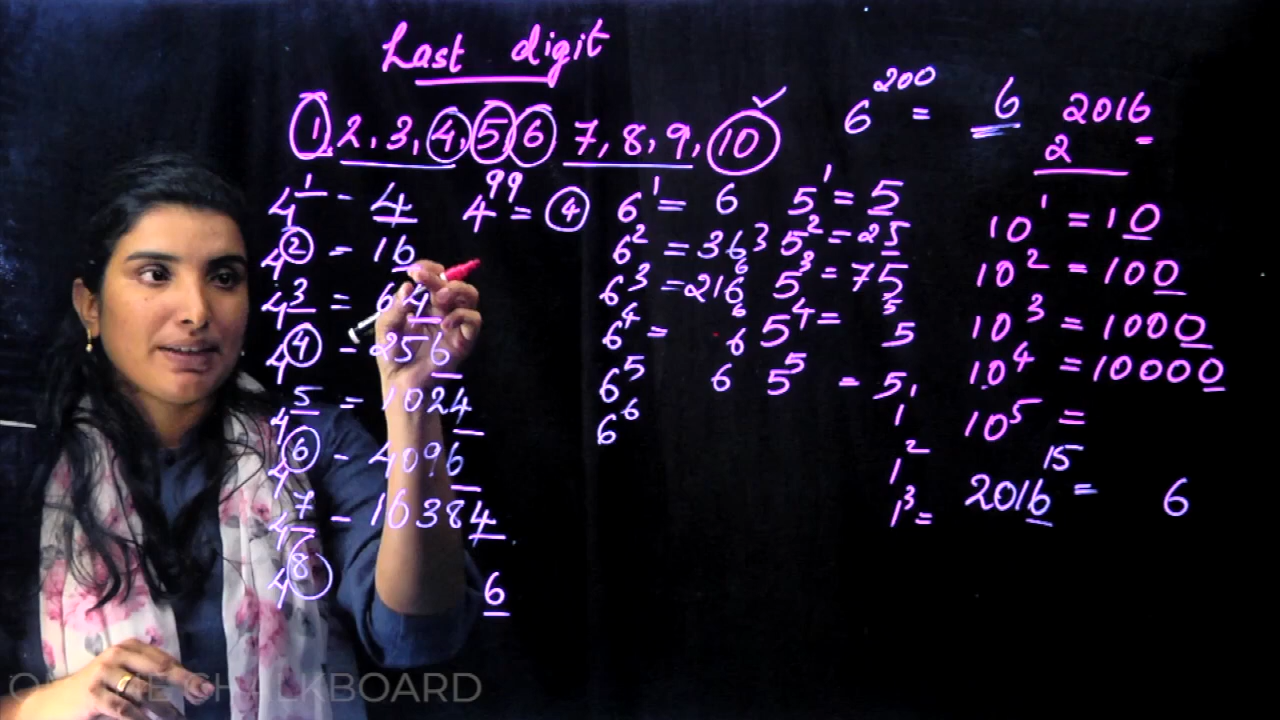 Last digit
1, 2, 3, 4, 5, 6 7, 8, 9, 10
4^1 - 4
4^2 = 16
4^3 = 64
4^4 - 256
4^5 = 1024
4^6 - 4096
4^7 - 16384
4^8 6
4^99 = 4
6^1 = 6
6^2 = 36
6^3 = 216
6^4 = 6
6^5 6
6^6
5^1 = 5
5^2 = 25
5^3 = 75
5^4 = 5
5^5 - 5
1^1
1^2
1^3 =
6^200 = 6
2^2016
10^1 = 10
10^2 = 100
10^3 = 1000
10^4 = 10000
10^5 =
2016^15 = 6